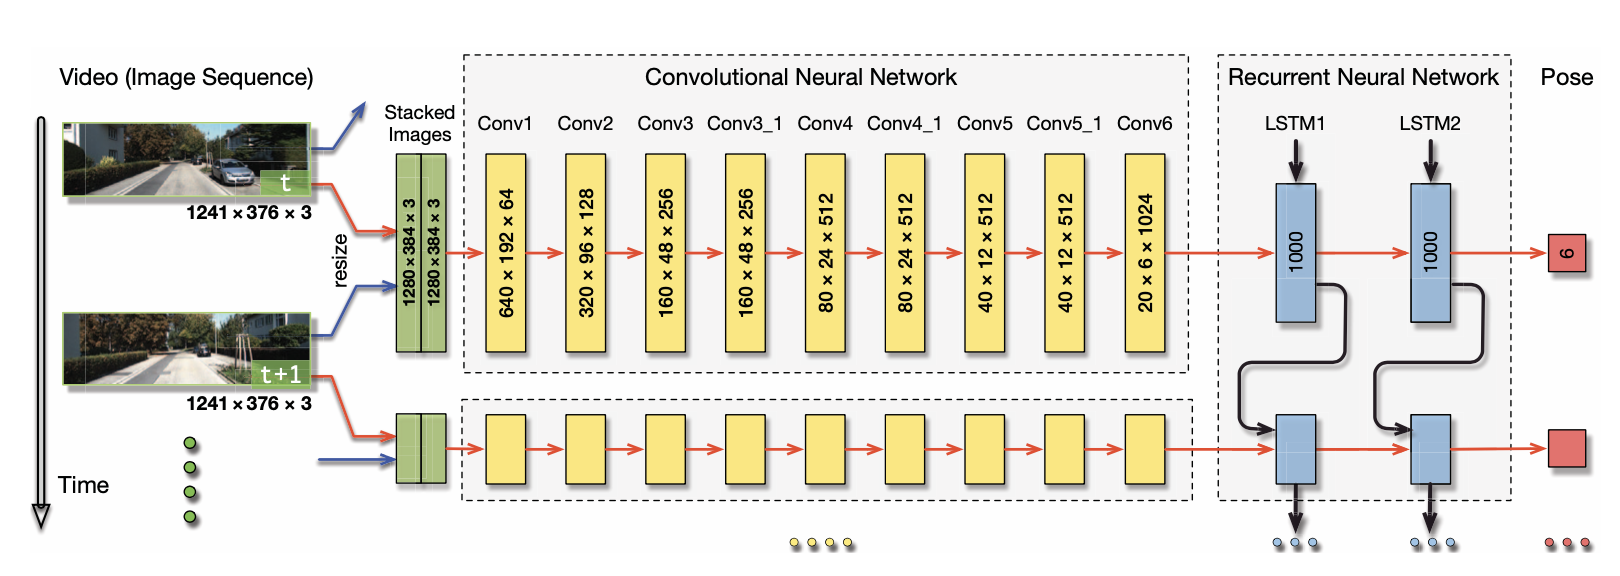 Video (Image Sequence)
Convolutional Neural Network
Recurrent Neural Network
Pose
Stacked
Images
Conv1
Conv2
Conv3
Conv3_1
Conv4
Conv4_1
Conv5
Conv5_1
Conv6
LSTM1
LSTM2
t
1241 × 376 × 3
resize
1280×384 × 3
1280×384 × 3
640 × 192 × 64
320 × 96 × 128
160 × 48 × 256
160 × 48 × 256
80 × 24 × 512
80 × 24 × 512
40 × 12 × 512
40 × 12 × 512
20 × 6 × 1024
1000
1000
6
t+1
1241 × 376 × 3
Time